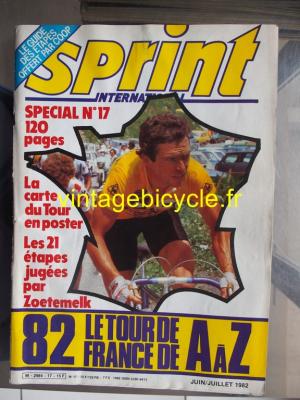 LE GUIDE
DES ETAPES
OFFERT PAR COOP
sprint
INTERNATIONAL
SPECIAL N°17
120
pages
La
carte
du Tour
en poster
Les 21
étapes
jugées
par
Zoetemelk
vintagebicycle.fr
82 LE TOUR DE
FRANCE DE A à Z
JUIN/JUILLET 1982